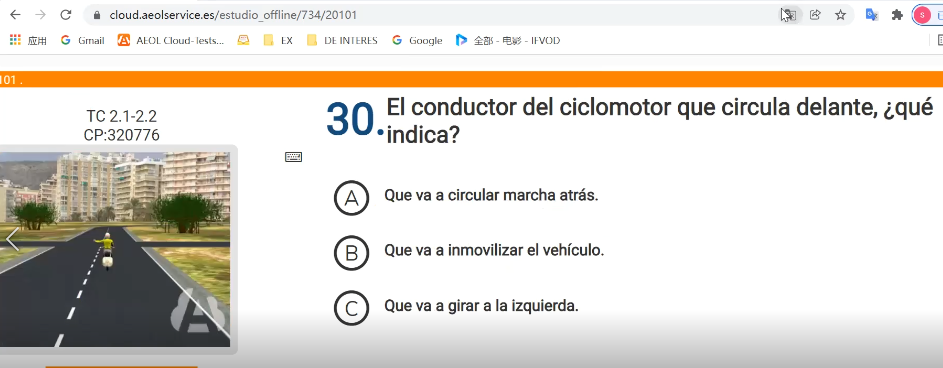 cloud.aeolservice.es/estudio_offline/734/20101
S
应用
Gmail
AEOL Cloud-Tests...
EX
DE INTERES
Google
全部 - 电影 - IFVOD
101 .
TC 2.1-2.2
CP:320776
30. El conductor del ciclomotor que circula delante, ¿qué
indica?
A Que va a circular marcha atrás.
B Que va a inmovilizar el vehículo.
C Que va a girar a la izquierda.